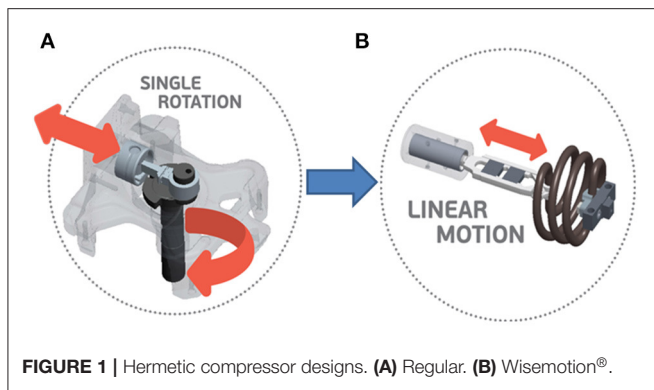 A
B
SINGLE
ROTATION
LINEAR
MOTION
FIGURE 1 | Hermetic compressor designs. (A) Regular. (B) Wisemotion®.